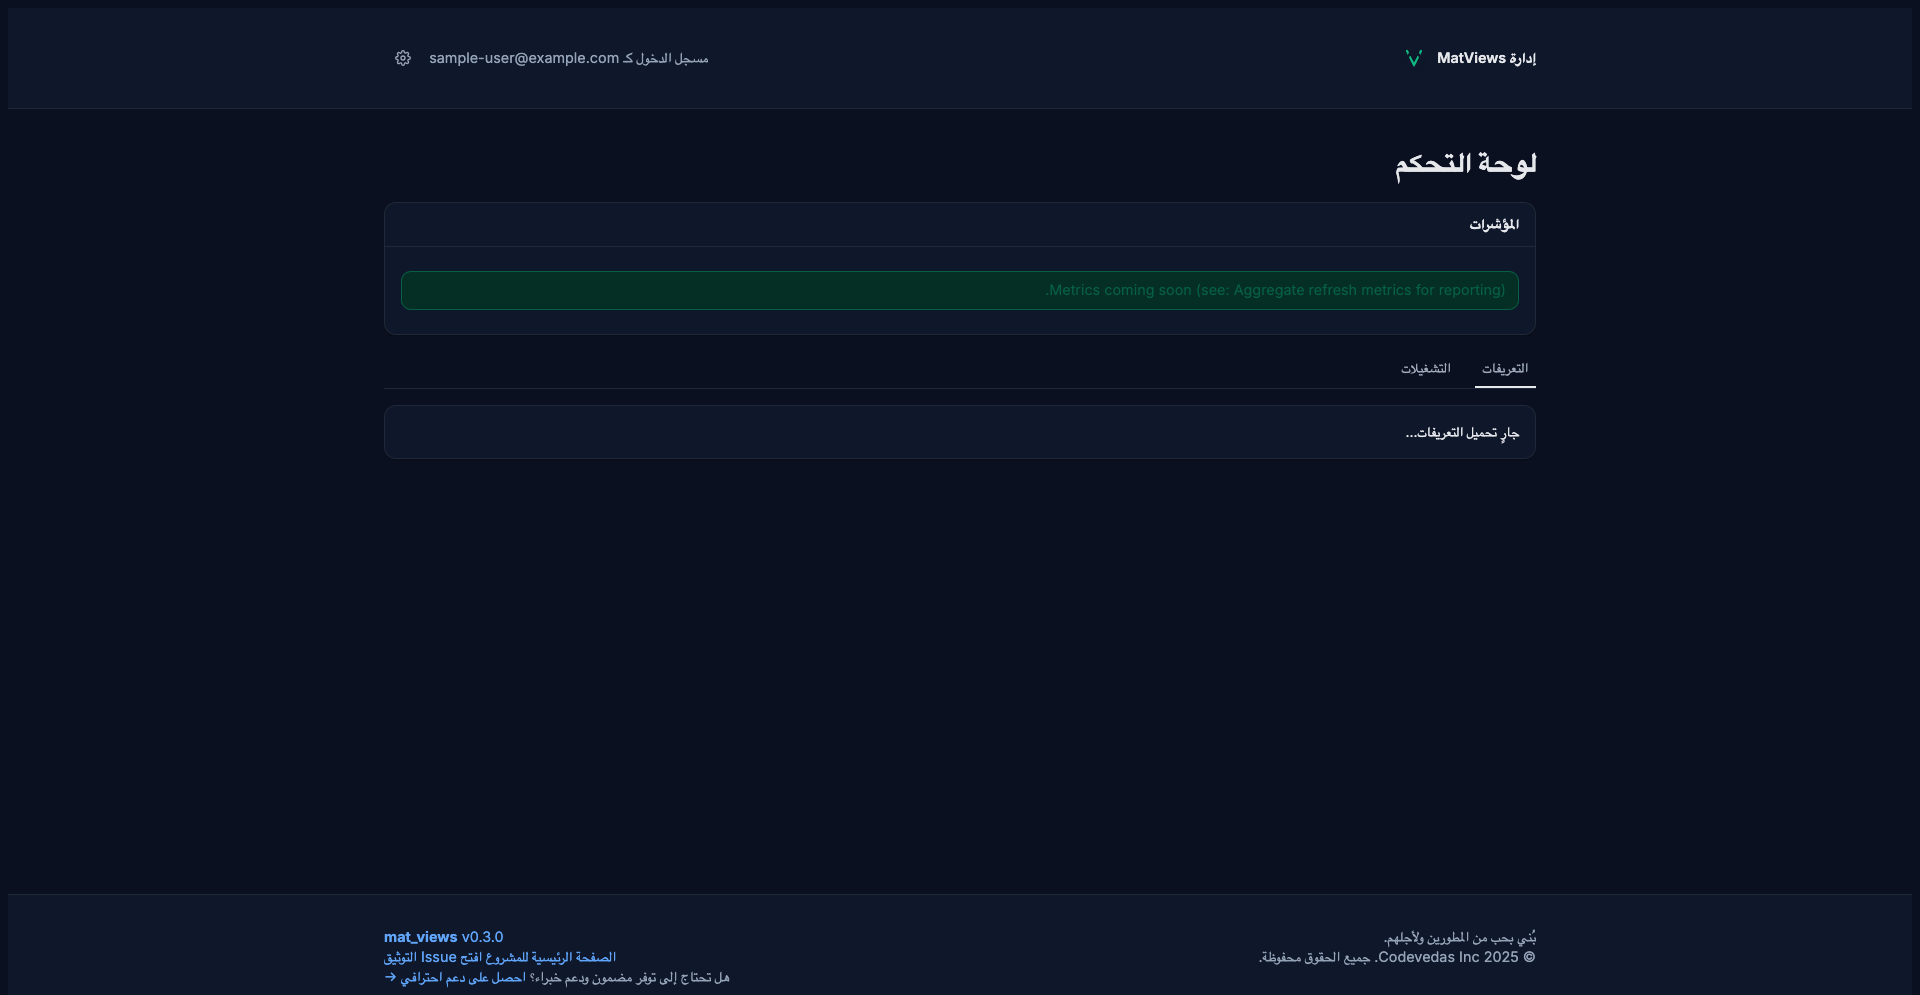 إدارة MatViews
مسجل الدخول كـ sample-user@example.com
لوحة التحكم
المؤشرات
Metrics coming soon (see: Aggregate refresh metrics for reporting).
التعريفات
التشغيلات
جارٍ تحميل التعريفات...
بُني بحب من المطورين ولأجلهم.
© 2025 Codevedas Inc. جميع الحقوق محفوظة.
mat_views v0.3.0
الصفحة الرئيسية للمشروع افتح Issue التوثيق
هل تحتاج إلى توفر مضمون ودعم خبراء؟ احصل على دعم احترافي →